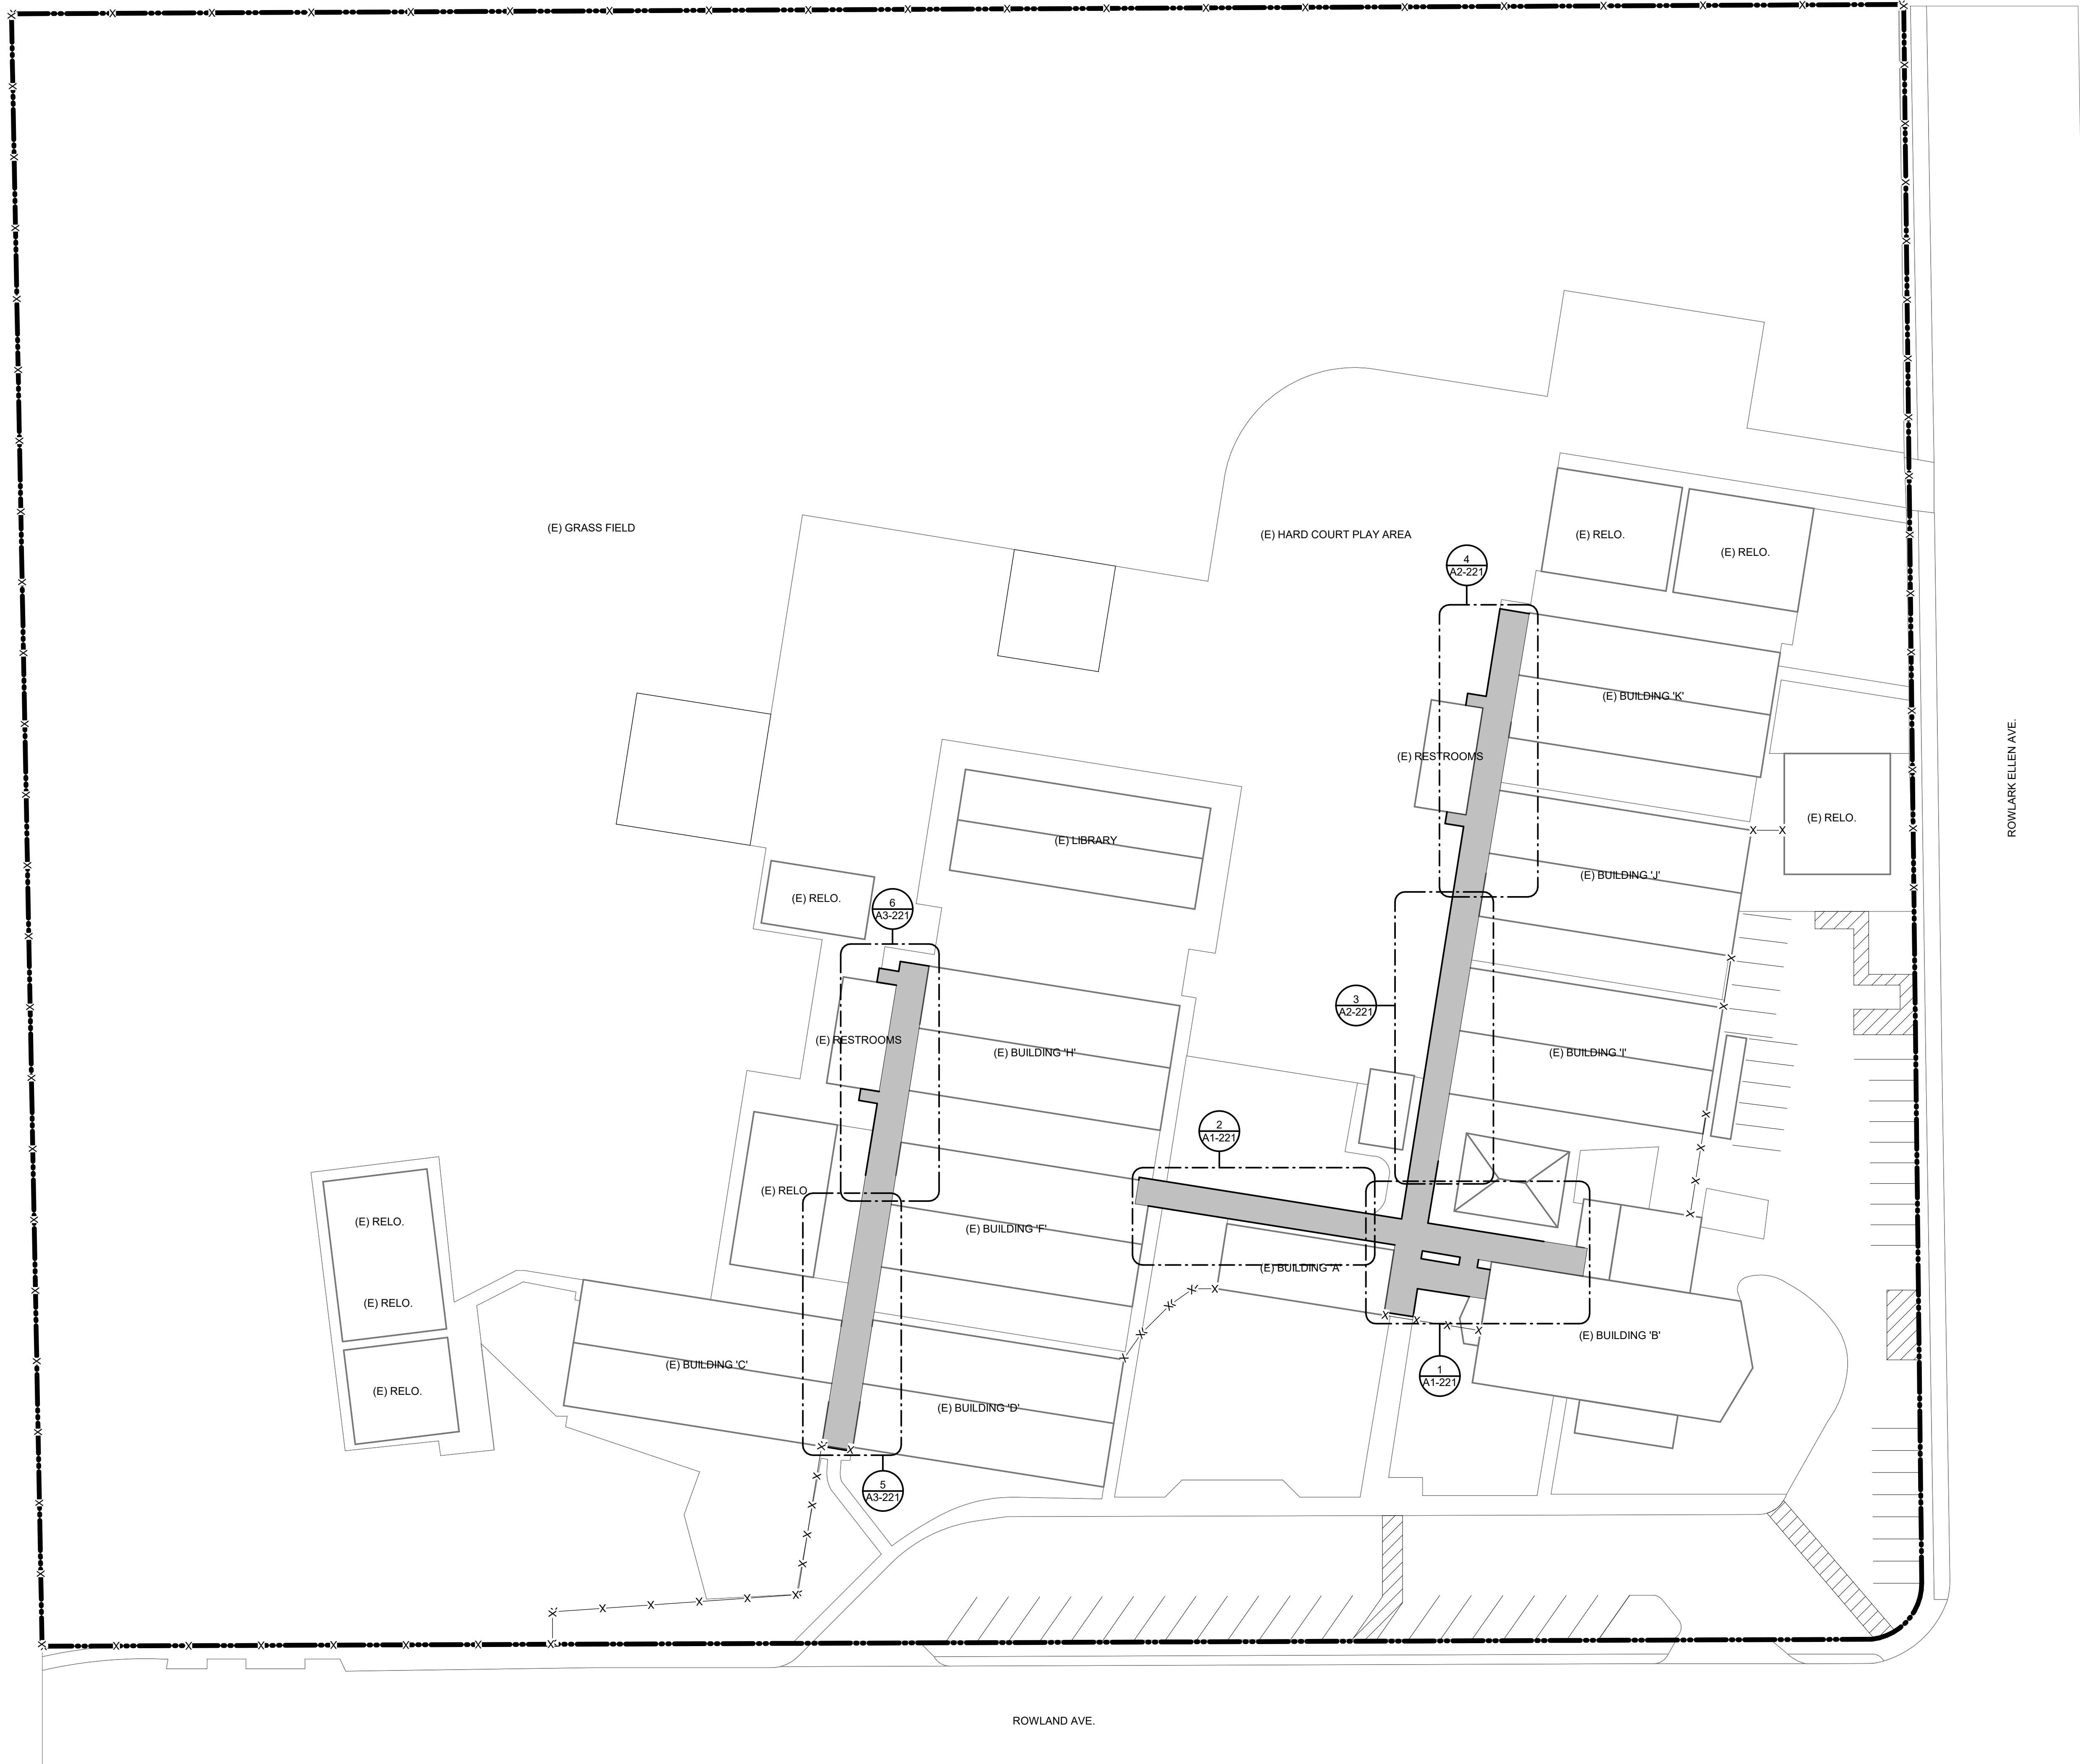 (E) GRASS FIELD
(E) HARD COURT PLAY AREA
(E) RELO.
(E) RELO.
4
A2-221
(E) BUILDING 'K'
(E) RESTROOMS
ROWLARK ELLEN AVE.
(E) RELO.
(E) LIBRARY
(E) BUILDING 'J'
(E) RELO.
6
A3-221
3
A2-221
(E) RESTROOMS
(E) BUILDING 'H'
(E) BUILDING 'I'
2
A1-221
(E) RELO
(E) RELO.
(E) BUILDING 'F'
(E) BUILDING 'A'
(E) RELO.
(E) BUILDING 'B'
(E) BUILDING 'C'
1
A1-221
(E) RELO.
(E) BUILDING 'D'
5
A3-221
ROWLAND AVE.